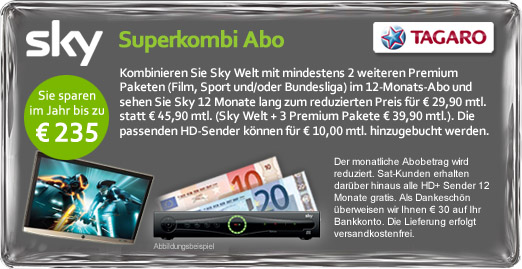 sky
Superkombi Abo
TAGARO
Kombinieren Sie Sky Welt mit mindestens 2 weiteren Premium
Paketen (Film, Sport und/oder Bundesliga) im 12-Monats-Abo und
sehen Sie Sky 12 Monate lang zum reduzierten Preis für € 29,90 mtl.
statt € 45,90 mtl. (Sky Welt + 3 Premium Pakete € 39,90 mtl.). Die
passenden HD-Sender können für € 10,00 mtl. hinzugebucht werden.
Sie sparen
im Jahr bis zu
€ 235
Der monatliche Abobetrag wird
reduziert. Sat-Kunden erhalten
darüber hinaus alle HD+ Sender 12
Monate gratis. Als Dankeschön
überweisen wir Ihnen € 30 auf Ihr
Bankkonto. Die Lieferung erfolgt
versandkostenfrei.
10
20
sky
Abbildungsbeispiel